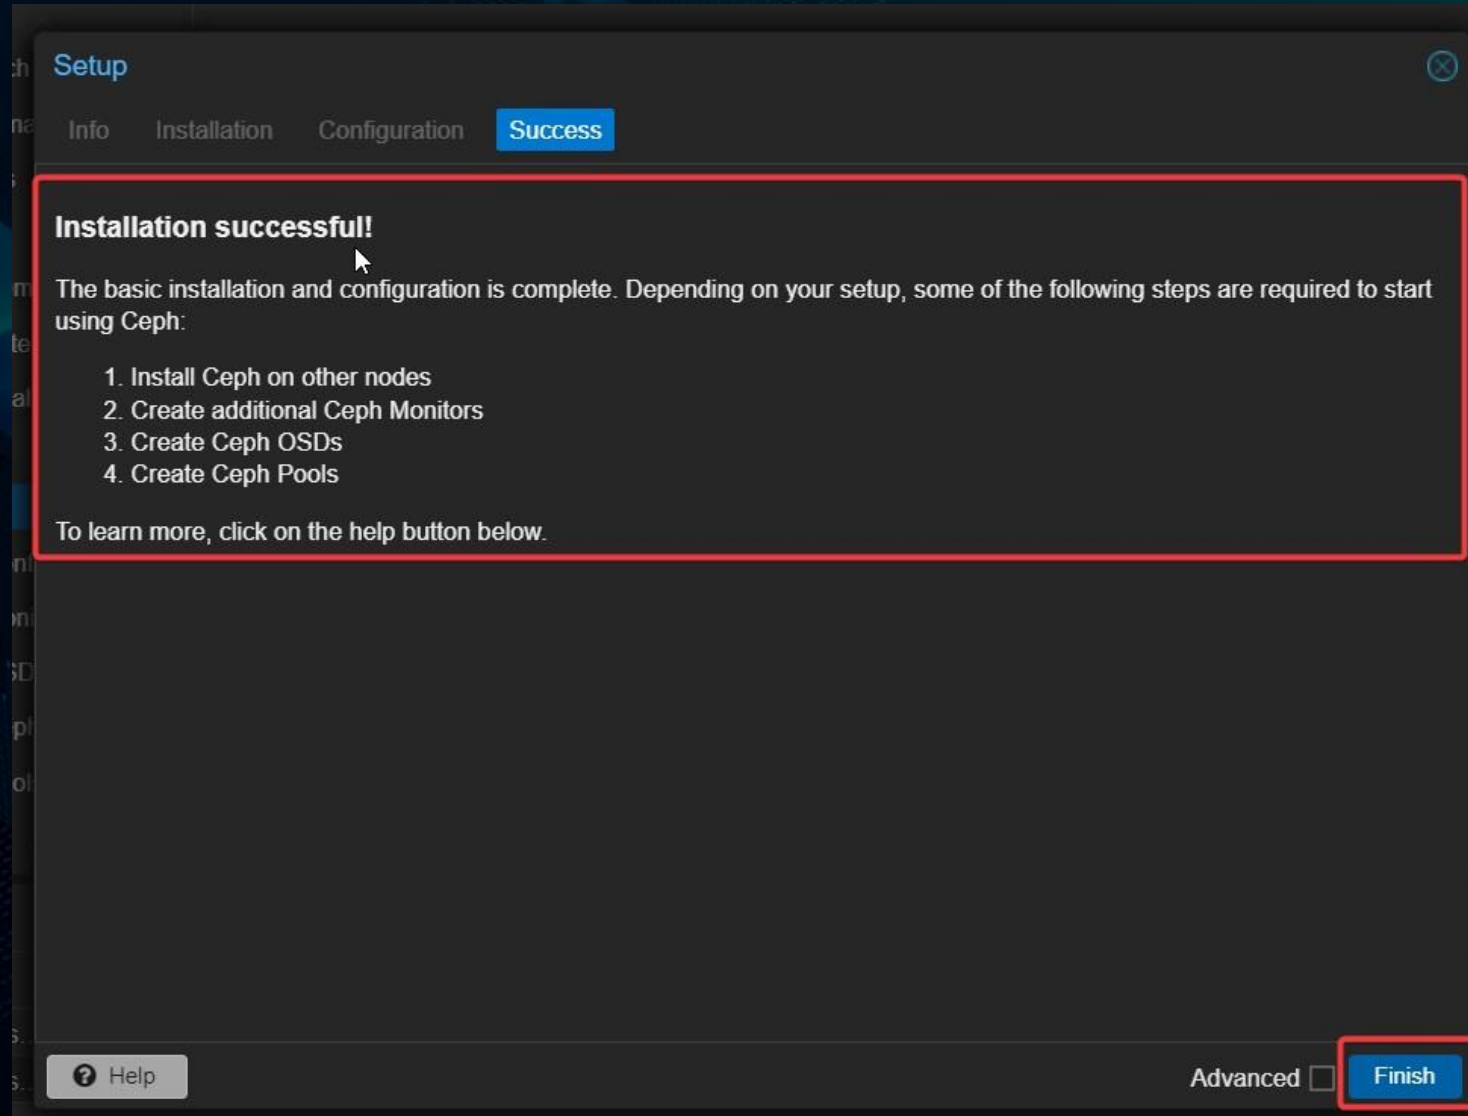 Setup
Info Installation Configuration Success
Installation successful!
The basic installation and configuration is complete. Depending on your setup, some of the following steps are required to start
using Ceph:
1. Install Ceph on other nodes
2. Create additional Ceph Monitors
3. Create Ceph OSDs
4. Create Ceph Pools
To learn more, click on the help button below.
Help
Advanced
Finish